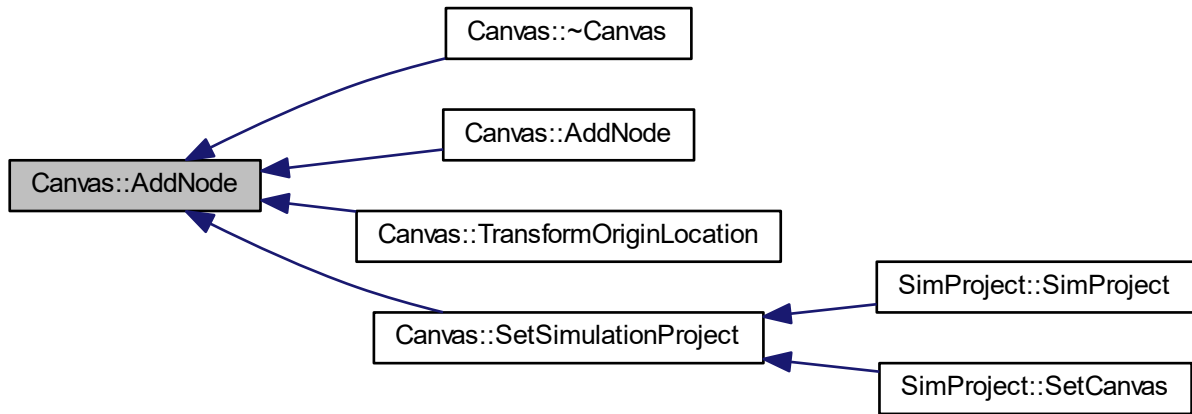 Canvas::~Canvas
Canvas::AddNode
Canvas::AddNode
Canvas::TransformOriginLocation
SimProject::SimProject
Canvas::SetSimulationProject
SimProject::SetCanvas